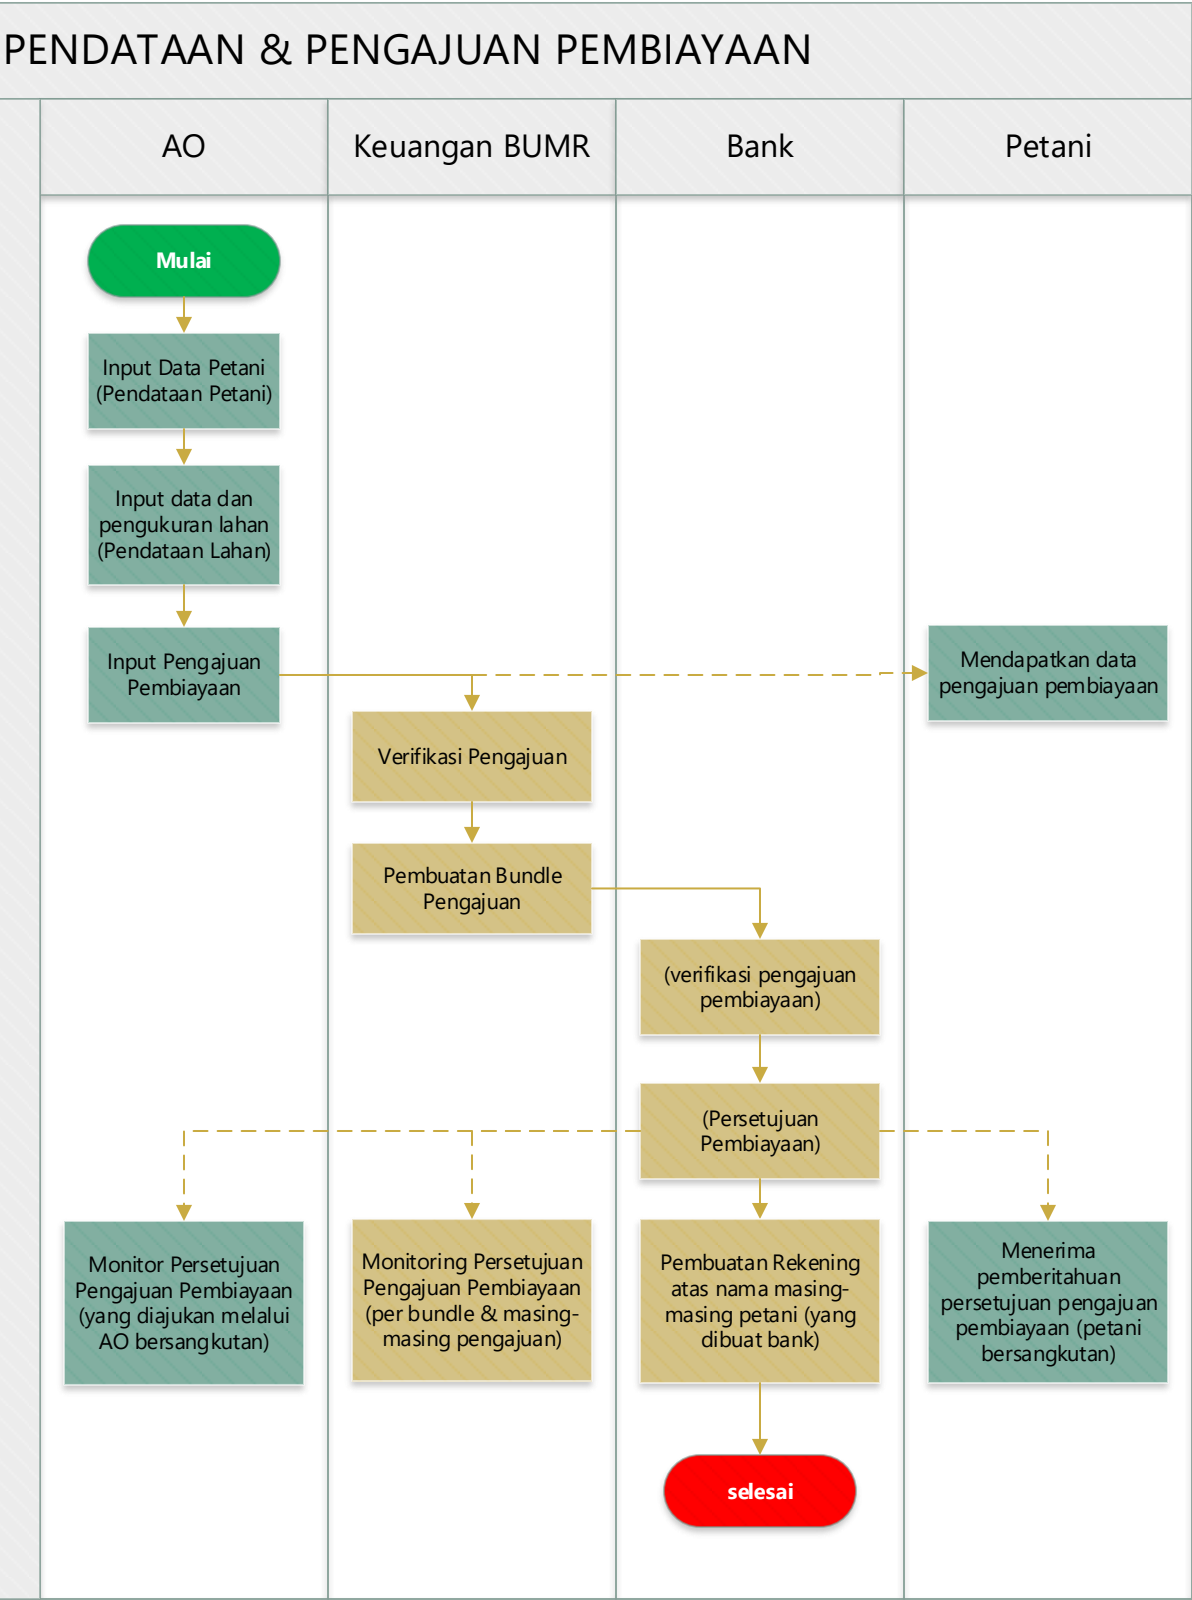 PENDATAAN & PENGAJUAN PEMBIAYAAN
AO
Keuangan BUMR
Bank
Petani
Mulai
Input Data Petani
(Pendataan Petani)
Input data dan
pengukuran lahan
(Pendataan Lahan)
Input Pengajuan
Pembiayaan
Mendapatkan data
pengajuan pembiayaan
Verifikasi Pengajuan
Pembuatan Bundle
Pengajuan
(verifikasi pengajuan
pembiayaan)
(Persetujuan
Pembiayaan)
Monitor Persetujuan
Pengajuan Pembiayaan
(yang diajukan melalui
AO bersangkutan)
Monitoring Persetujuan
Pengajuan Pembiayaan
(per bundle & masing-
masing pengajuan)
Pembuatan Rekening
atas nama masing-
masing petani (yang
dibuat bank)
Menerima
pemberitahuan
persetujuan pengajuan
pembiayaan (petani
bersangkutan)
selesai